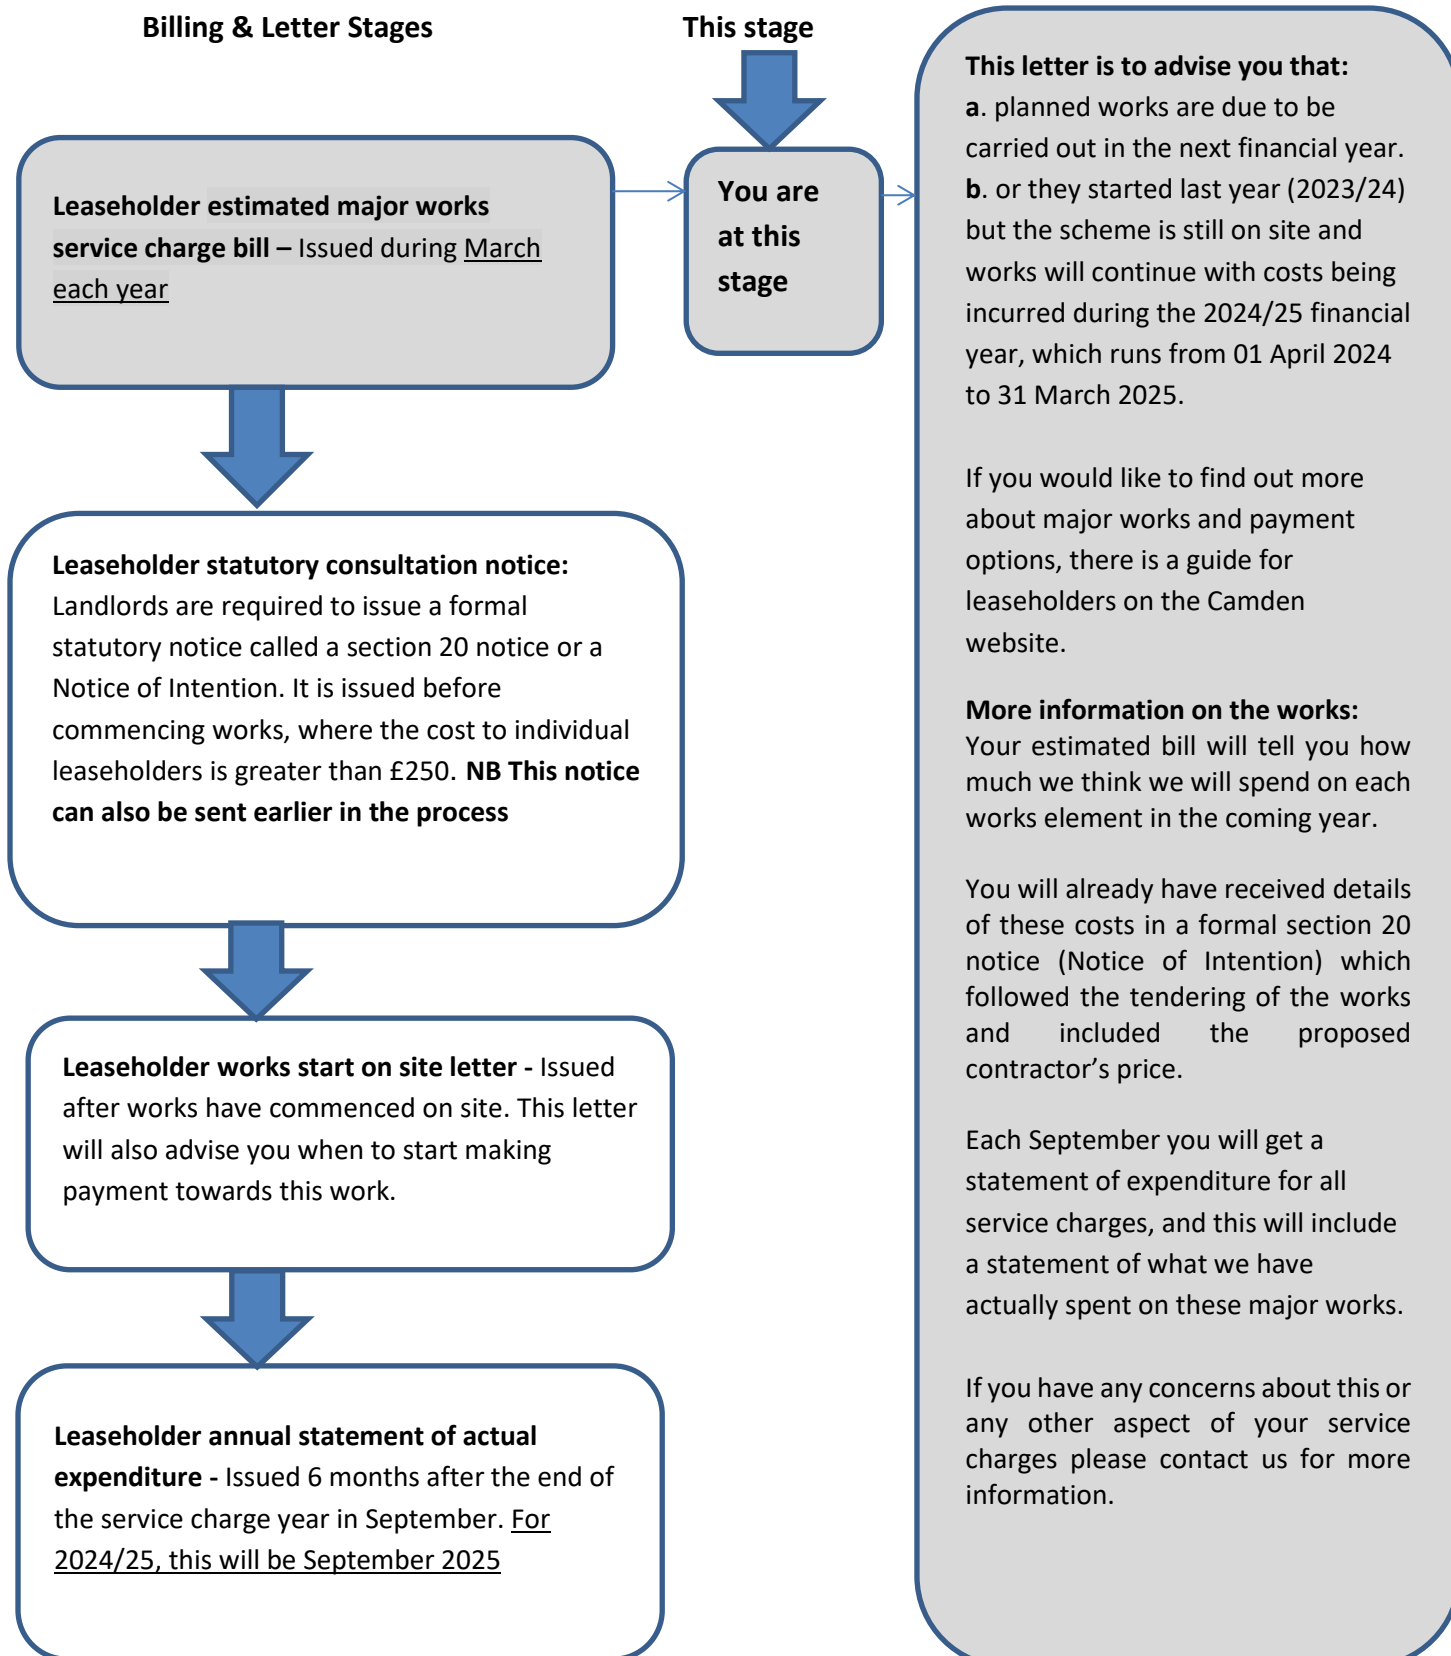 Billing & Letter Stages
This stage
Leaseholder estimated major works
service charge bill – Issued during March
each year
You are
at this
stage
Leaseholder statutory consultation notice:
Landlords are required to issue a formal
statutory notice called a section 20 notice or a
Notice of Intention. It is issued before
commencing works, where the cost to individual
leaseholders is greater than £250. NB This notice
can also be sent earlier in the process
Leaseholder works start on site letter - Issued
after works have commenced on site. This letter
will also advise you when to start making
payment towards this work.
Leaseholder annual statement of actual
expenditure - Issued 6 months after the end of
the service charge year in September. For
2024/25, this will be September 2025
This letter is to advise you that:
a. planned works are due to be
carried out in the next financial year.
b. or they started last year (2023/24)
but the scheme is still on site and
works will continue with costs being
incurred during the 2024/25 financial
year, which runs from 01 April 2024
to 31 March 2025.
If you would like to find out more
about major works and payment
options, there is a guide for
leaseholders on the Camden
website.
More information on the works:
Your estimated bill will tell you how
much we think we will spend on each
works element in the coming year.
You will already have received details
of these costs in a formal section 20
notice (Notice of Intention) which
followed the tendering of the works
and included the proposed
contractor’s price.
Each September you will get a
statement of expenditure for all
service charges, and this will include
a statement of what we have
actually spent on these major works.
If you have any concerns about this or
any other aspect of your service
charges please contact us for more
information.